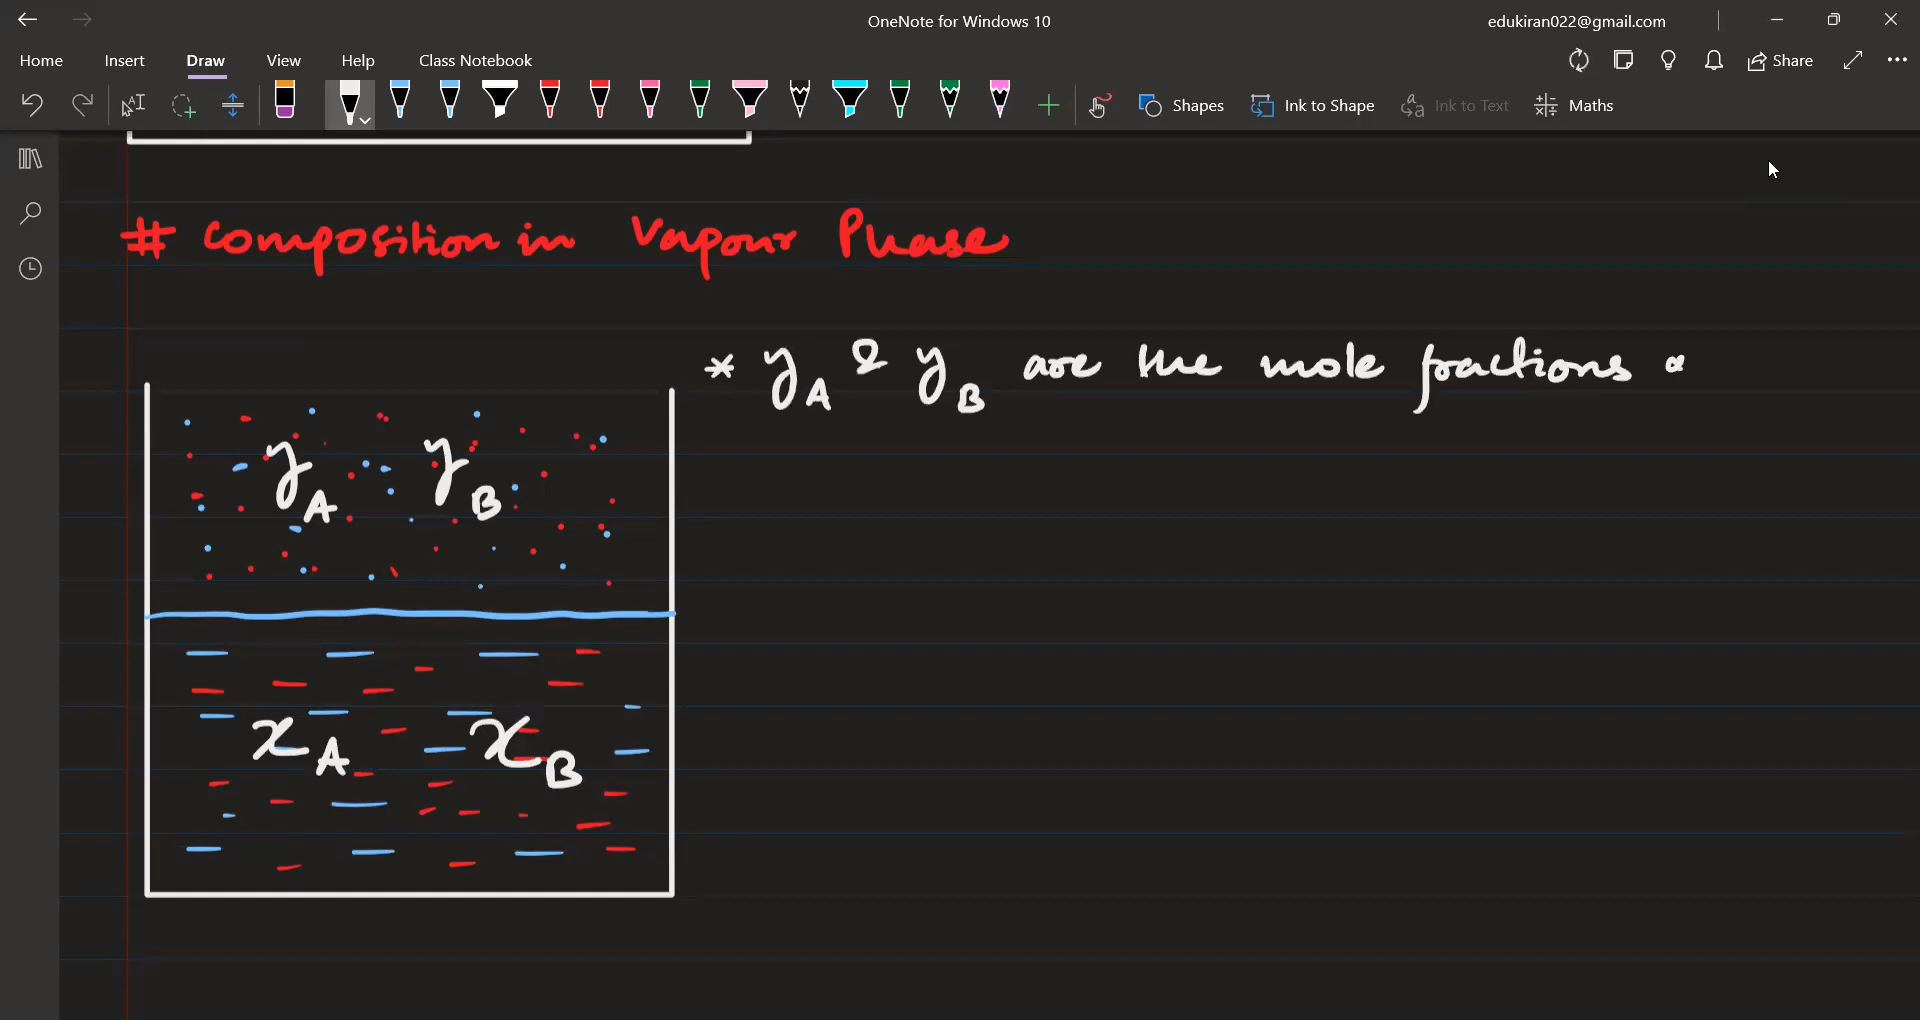 OneNote for Windows 10
edukiran022@gmail.com
Home Insert Draw View Help Class Notebook
Share
Shapes Ink to Shape Ink to Text Maths
# Composition in Vapour Phase
* yA & yB are the mole fractions
yA yB
xA xB